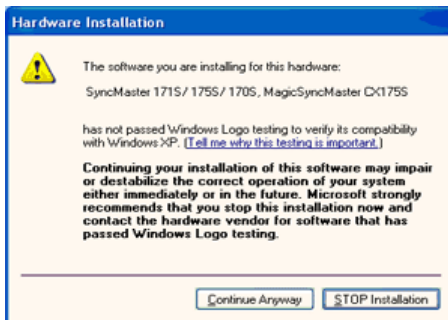 Hardware Installation
The software you are installing for this hardware:
SyncMaster 171S/ 175S/ 170S, MagicSyncMaster CX175S
has not passed Windows Logo testing to verify its compatibility
with Windows XP. (Tell me why this testing is important.)
Continuing your installation of this software may impair
or destabilize the correct operation of your system
either immediately or in the future. Microsoft strongly
recommends that you stop this installation now and
contact the hardware vendor for software that has
passed Windows Logo testing.
Continue Anyway
STOP Installation